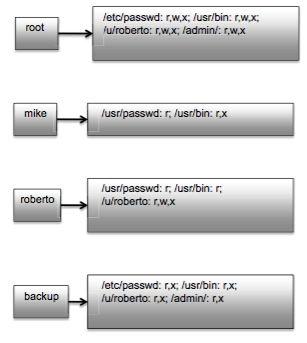 root
/etc/passwd: r,w,x; /usr/bin: r,w,x;
/u/roberto: r,w,x; /admin/: r,w,x
mike
/usr/passwd: r; /usr/bin: r,x
roberto
/usr/passwd: r; /usr/bin: r;
/u/roberto: r,w,x
backup
/etc/passwd: r,x; /usr/bin: r,x;
/u/roberto: r,x; /admin/: r,x